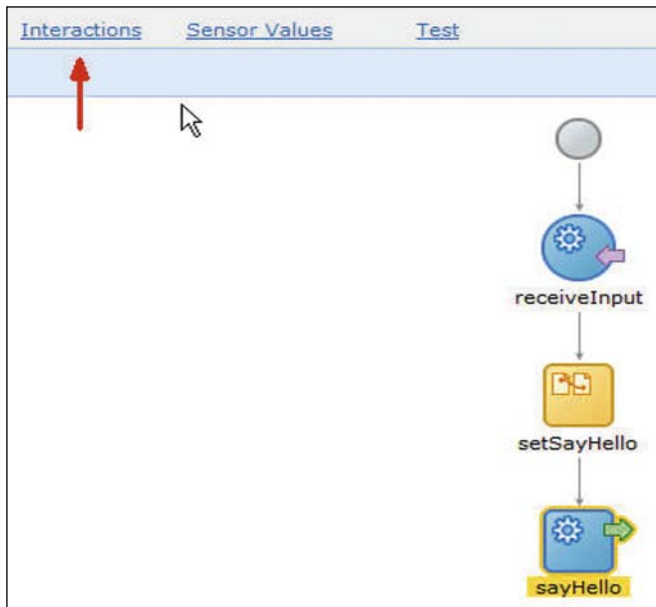 Interactions Sensor Values Test
receiveInput
setSayHello
sayHello